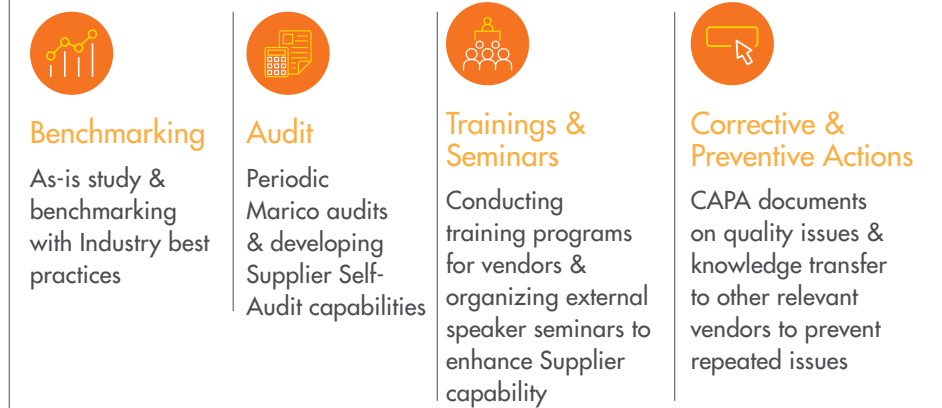 Benchmarking
As-is study &
benchmarking
with Industry best
practices
Audit
Periodic
Marico audits
& developing
Supplier Self-
Audit capabilities
Trainings &
Seminars
Conducting
training programs
for vendors &
organizing external
speaker seminars to
enhance Supplier
capability
Corrective &
Preventive Actions
CAPA documents
on quality issues &
knowledge transfer
to other relevant
vendors to prevent
repeated issues